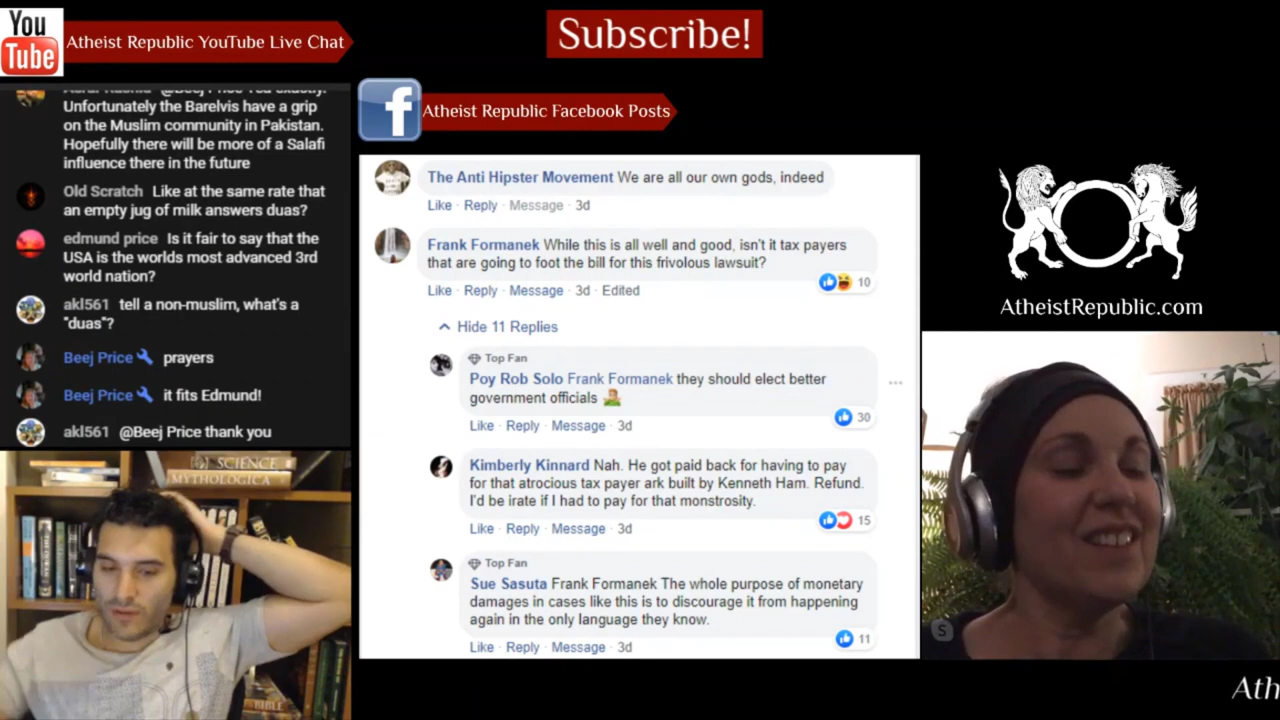 You
Tube
Atheist Republic YouTube Live Chat
Subscribe!
Unfortunately the Barelvis have a grip
on the Muslim community in Pakistan.
Hopefully there will be more of a Salafi
influence there in the future
Old Scratch Like at the same rate that
an empty jug of milk answers duas?
edmund price Is it fair to say that the
USA is the worlds most advanced 3rd
world nation?
akl561 tell a non-muslim, what's a
"duas"?
Beej Price prayers
Beej Price it fits Edmund!
akl561 @Beej Price thank you
f
Atheist Republic Facebook Posts
The Anti Hipster Movement We are all our own gods, indeed
Like · Reply · Message · 3d
Frank Formanek While this is all well and good, isn't it tax payers
that are going to foot the bill for this frivolous lawsuit?
10
Like · Reply · Message · 3d · Edited
Hide 11 Replies
Top Fan
Poy Rob Solo Frank Formanek they should elect better
government officials
30
Like · Reply · Message · 3d
Kimberly Kinnard Nah. He got paid back for having to pay
for that atrocious tax payer ark built by Kenneth Ham. Refund.
I'd be irate if I had to pay for that monstrosity.
15
Like · Reply · Message · 3d
Top Fan
Sue Sasuta Frank Formanek The whole purpose of monetary
damages in cases like this is to discourage it from happening
again in the only language they know.
11
Like · Reply · Message · 3d
AtheistRepublic.com
SCIENCE
MYTHOLOGICA
BIBLE
S
Ath